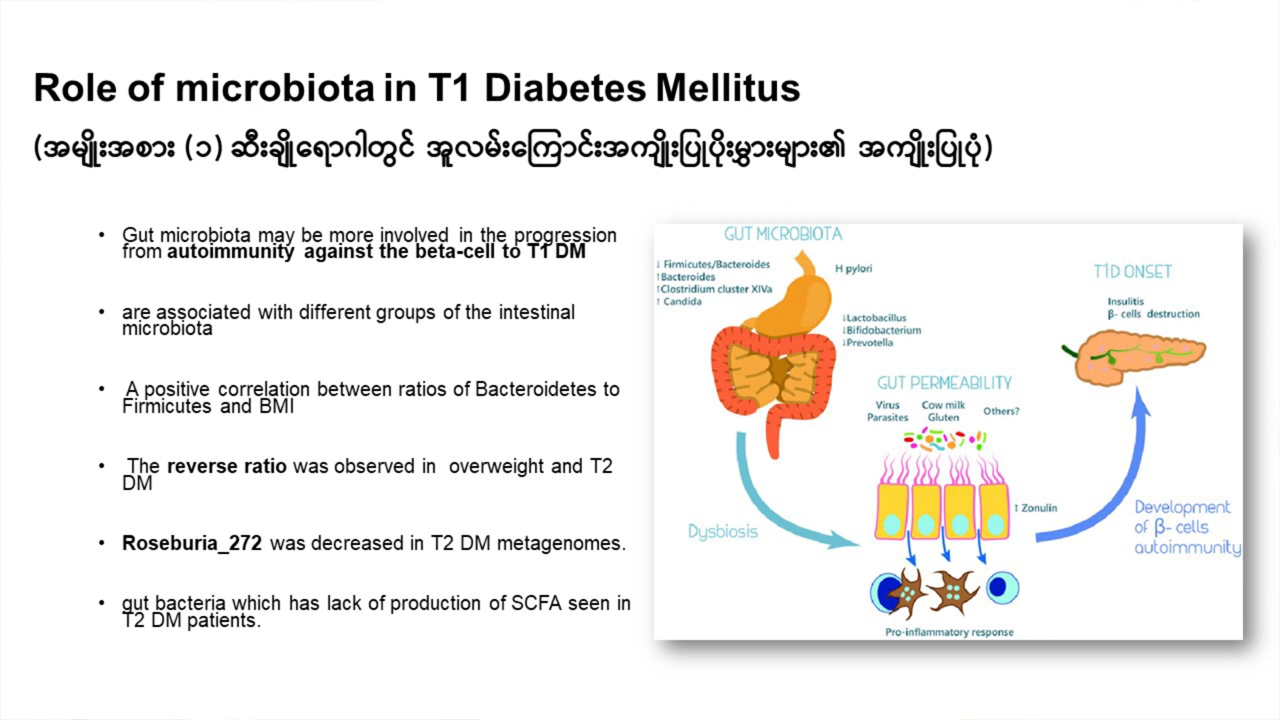 Role of microbiota in T1 Diabetes Mellitus
(အမျိုးအစား (၁) ဆီးချိုရောဂါတွင် အူလမ်းကြောင်းအကျိုးပြုပိုးမွှားများ၏ အကျိုးပြုပုံ)
• Gut microbiota may be more involved in the progression
from autoimmunity against the beta-cell to T1 DM
• are associated with different groups of the intestinal
microbiota
• A positive correlation between ratios of Bacteroidetes to
Firmicutes and BMI
• The reverse ratio was observed in overweight and T2
DM
• Roseburia_272 was decreased in T2 DM metagenomes.
• gut bacteria which has lack of production of SCFA seen in
T2 DM patients.
GUT MICROBIOTA
↓ Firmicutes/Bacteroides
↑Bacteroides
↑Clostridium cluster XIVa
↑ Candida
H pylori
↓Lactobacillus
↓Bifidobacterium
↓Prevotella
T1D ONSET
Insulitis
β- cells destruction
GUT PERMEABILITY
Virus
Parasites
Cow milk
Gluten
Others?
↑ Zonulin
Dysbiosis
Development
of β- cells
autoimmunity
Pro-inflammatory response